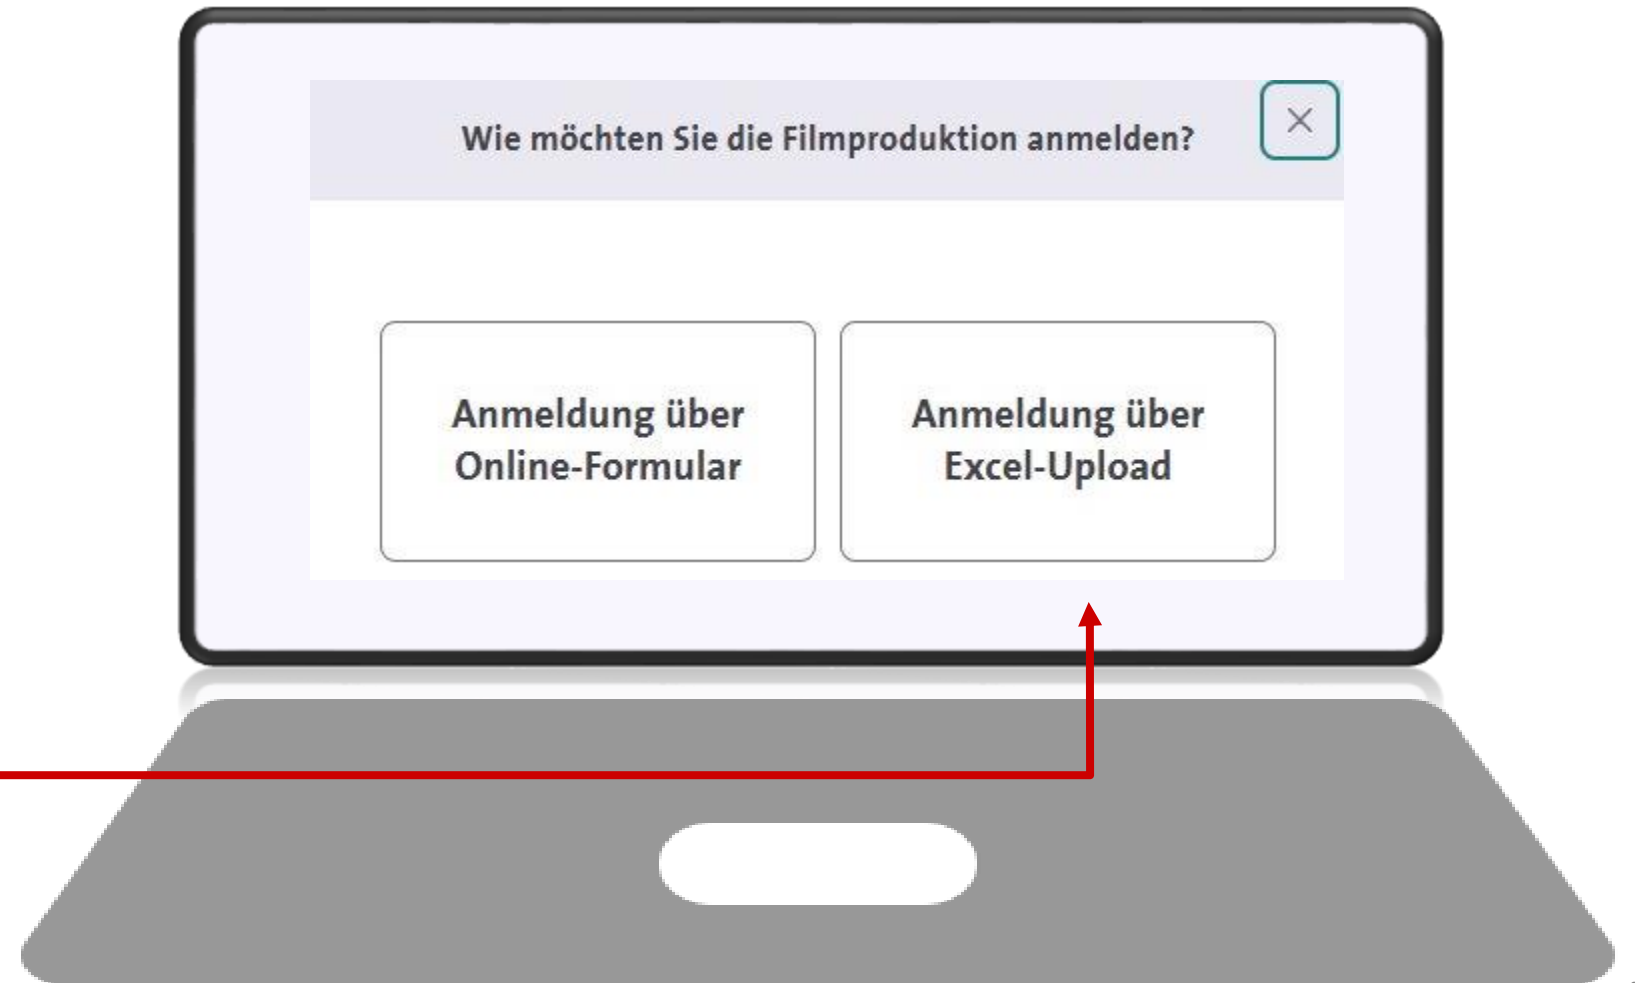 Wie möchten Sie die Filmproduktion anmelden?
Anmeldung über
Online-Formular
Anmeldung über
Excel-Upload